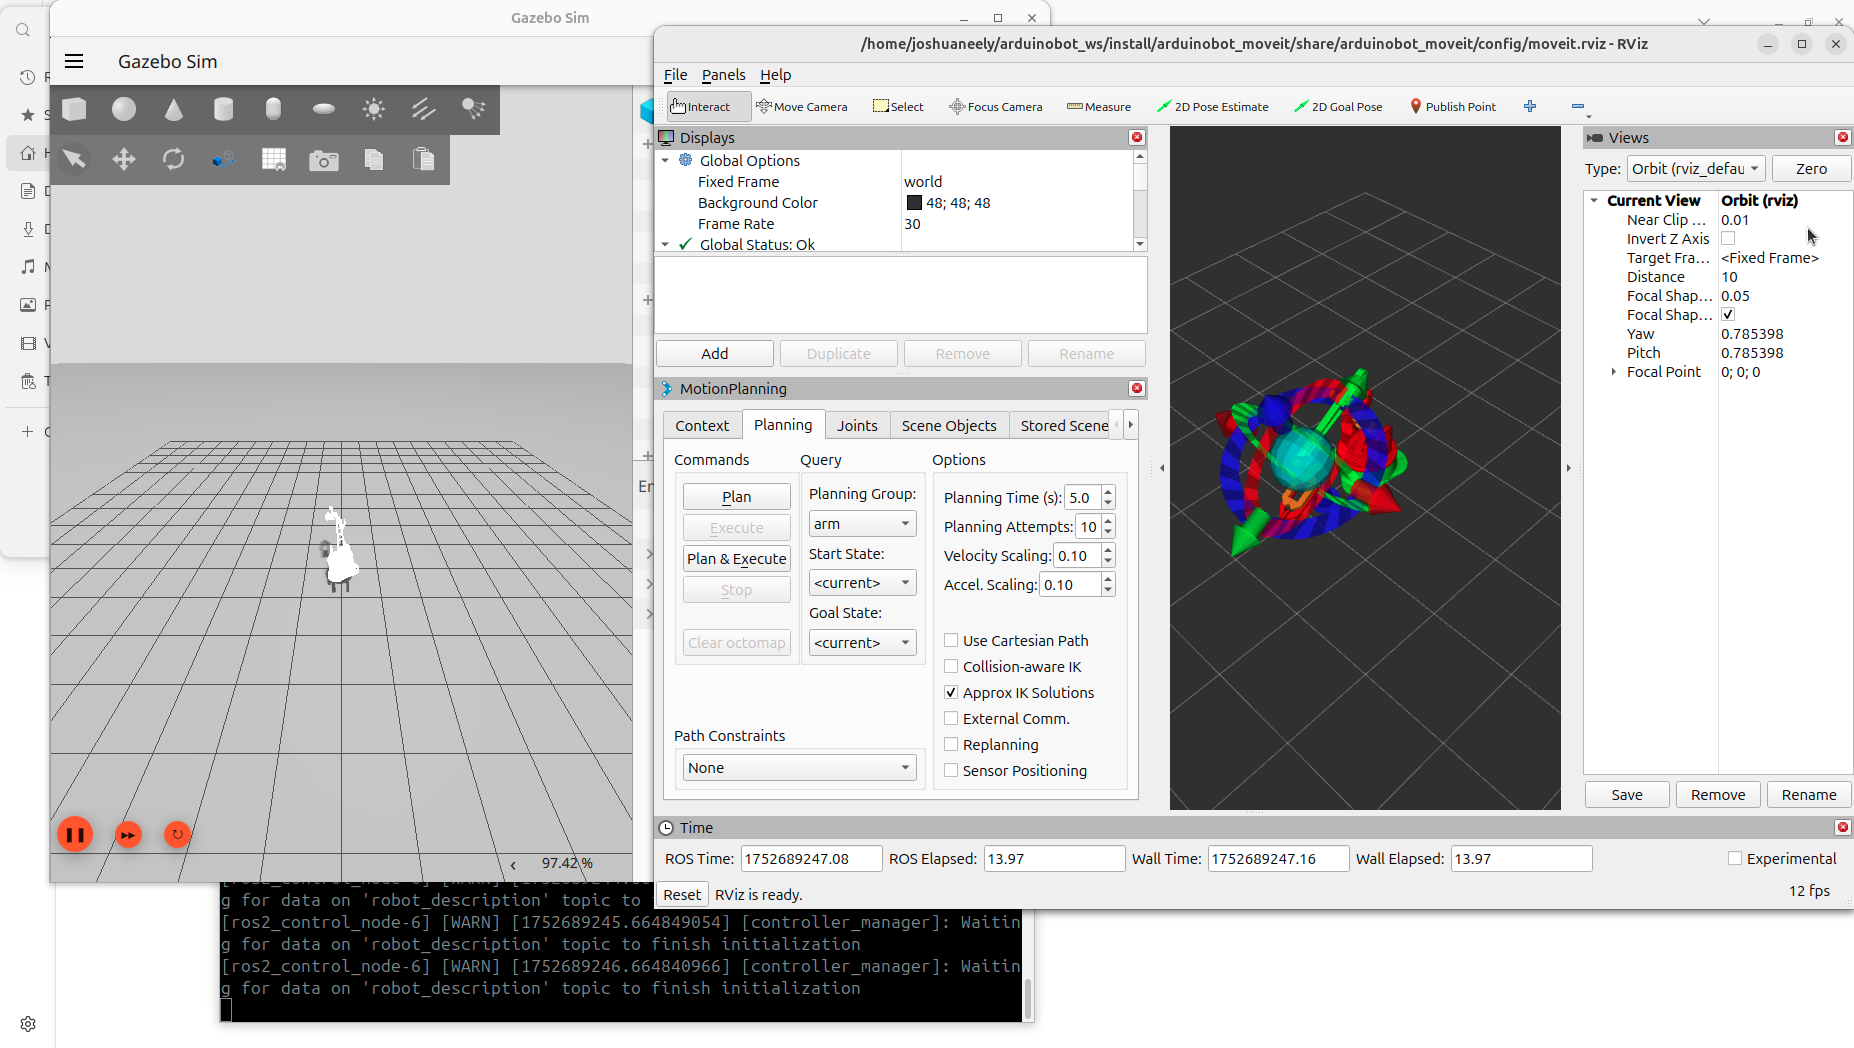 Gazebo Sim
Gazebo Sim
/home/joshuaneely/arduinobot_ws/install/arduinobot_moveit/share/arduinobot_moveit/config/moveit.rviz - RViz
File Panels Help
Interact Move Camera Select Focus Camera Measure 2D Pose Estimate 2D Goal Pose Publish Point
Displays
Global Options
Fixed Frame world
Background Color 48; 48; 48
Frame Rate 30
Global Status: Ok
Add Duplicate Remove Rename
MotionPlanning
Context Planning Joints Scene Objects Stored Scene
Commands Query Options
Plan
Execute
Plan & Execute
Stop
Clear octomap
Planning Group:
arm
Start State:
<current>
Goal State:
<current>
Planning Time (s): 5.0
Planning Attempts: 10
Velocity Scaling: 0.10
Accel. Scaling: 0.10
Use Cartesian Path
Collision-aware IK
Approx IK Solutions
External Comm.
Replanning
Sensor Positioning
Path Constraints
None
Views
Type: Orbit (rviz_defau Zero
Current View Orbit (rviz)
Near Clip ... 0.01
Invert Z Axis
Target Fra... <Fixed Frame>
Distance 10
Focal Shap... 0.05
Focal Shap...
Yaw 0.785398
Pitch 0.785398
Focal Point 0; 0; 0
Save Remove Rename
Time
ROS Time: 1752689247.08 ROS Elapsed: 13.97 Wall Time: 1752689247.16 Wall Elapsed: 13.97 Experimental
Reset RViz is ready. 12 fps
97.42 %
g for data on 'robot_description' topic to
[ros2_control_node-6] [WARN] [1752689245.664849054] [controller_manager]: Waitin
g for data on 'robot_description' topic to finish initialization
[ros2_control_node-6] [WARN] [1752689246.664840966] [controller_manager]: Waitin
g for data on 'robot_description' topic to finish initialization